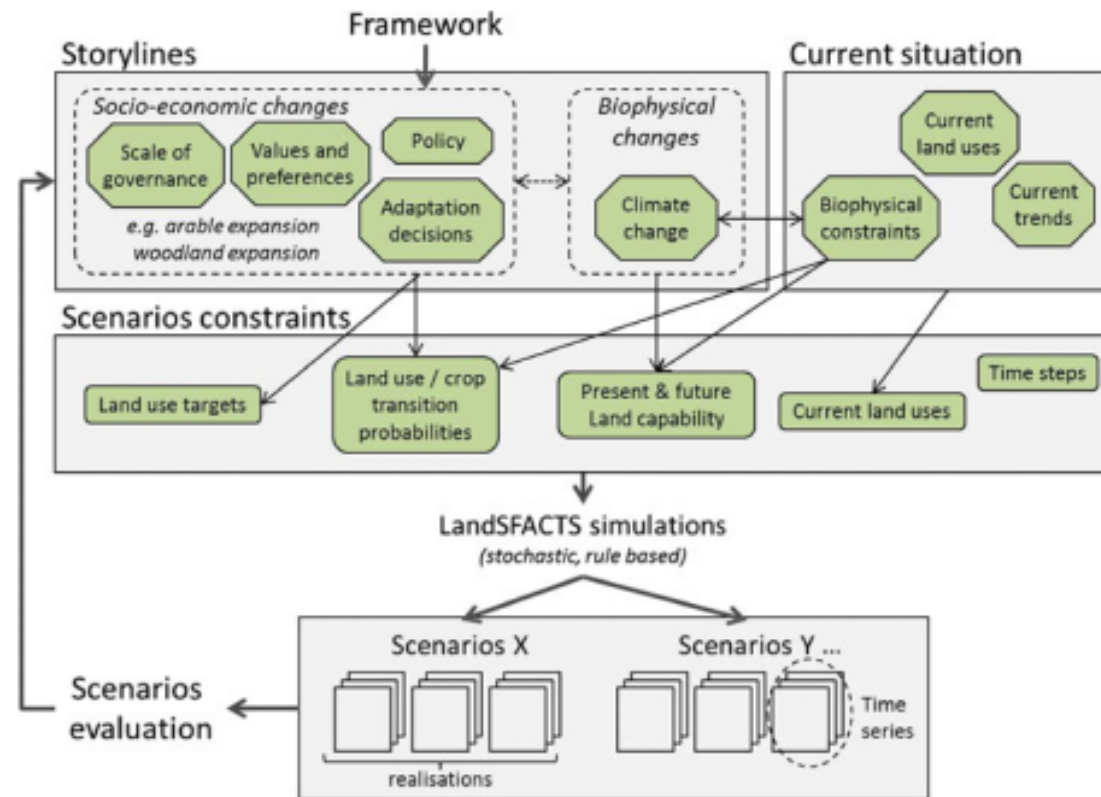 Framework
Storylines
Current situation
Socio-economic changes
Scale of
governance
Values and
preferences
Policy
Adaptation
decisions
e.g. arable expansion
woodland expansion
Biophysical
changes
Climate
change
Current
land uses
Biophysical
constraints
Current
trends
Scenarios constraints
Land use targets
Land use / crop
transition
probabilities
Present & future
Land capability
Current land uses
Time steps
LandSFACTS simulations
(stochastic, rule based)
Scenarios X
Scenarios Y ...
Time
series
realisations
Scenarios
evaluation